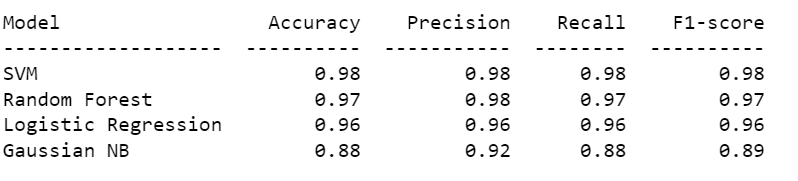 Model Accuracy Precision Recall F1-score
------------------- ---------- ----------- -------- ----------
SVM 0.98 0.98 0.98 0.98
Random Forest 0.97 0.98 0.97 0.97
Logistic Regression 0.96 0.96 0.96 0.96
Gaussian NB 0.88 0.92 0.88 0.89